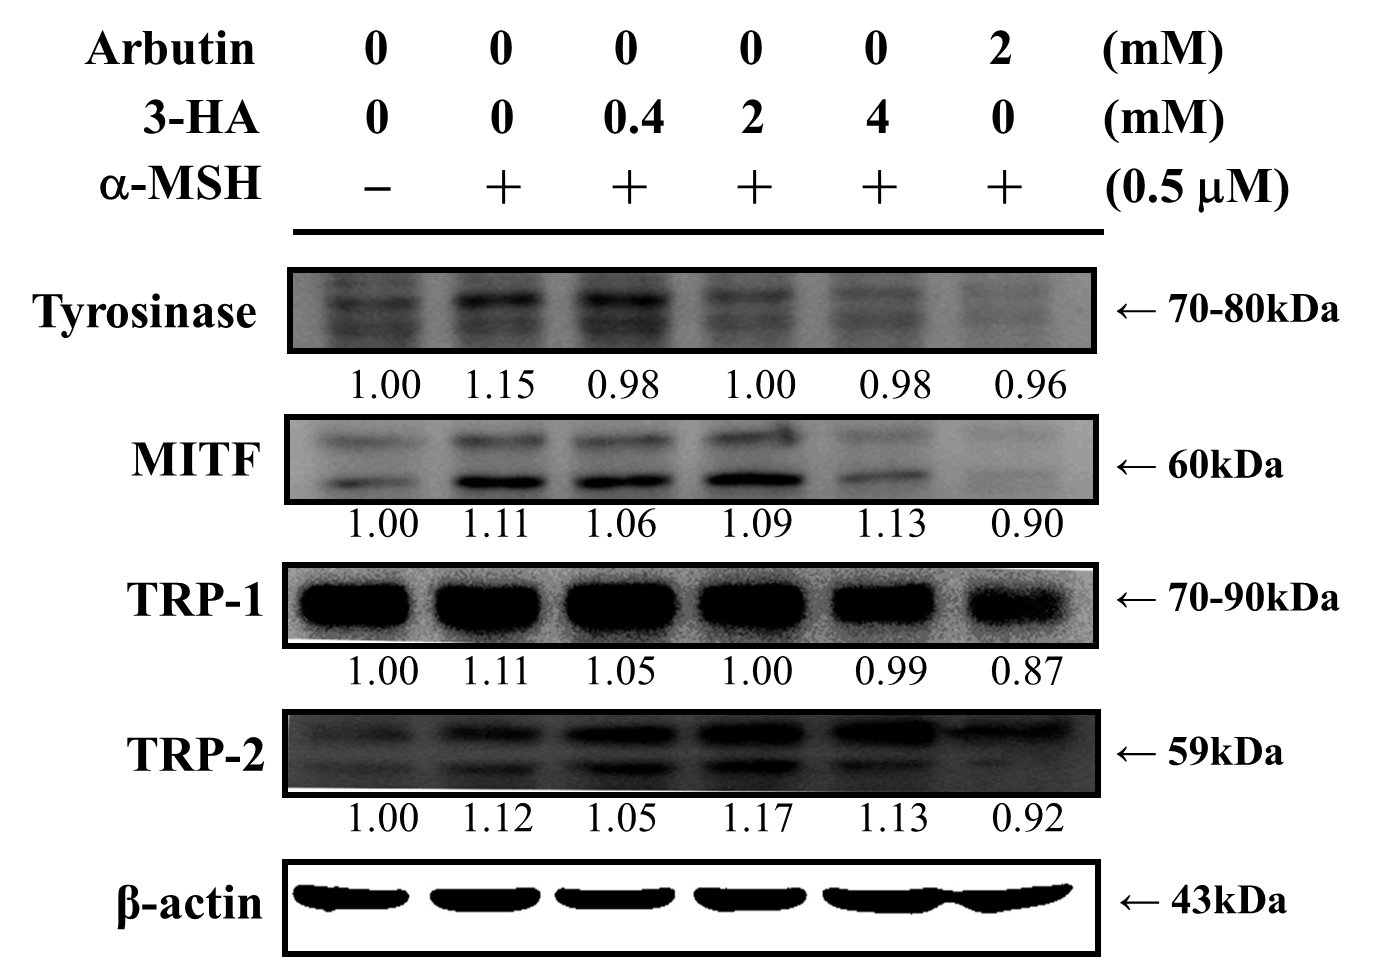 Arbutin 0 0 0 0 0 2 (mM)
3-HA 0 0 0.4 2 4 0 (mM)
α-MSH – + + + + + (0.5 μM)
Tyrosinase ← 70-80kDa
1.00 1.15 0.98 1.00 0.98 0.96
MITF ← 60kDa
1.00 1.11 1.06 1.09 1.13 0.90
TRP-1 ← 70-90kDa
1.00 1.11 1.05 1.00 0.99 0.87
TRP-2 ← 59kDa
1.00 1.12 1.05 1.17 1.13 0.92
β-actin ← 43kDa